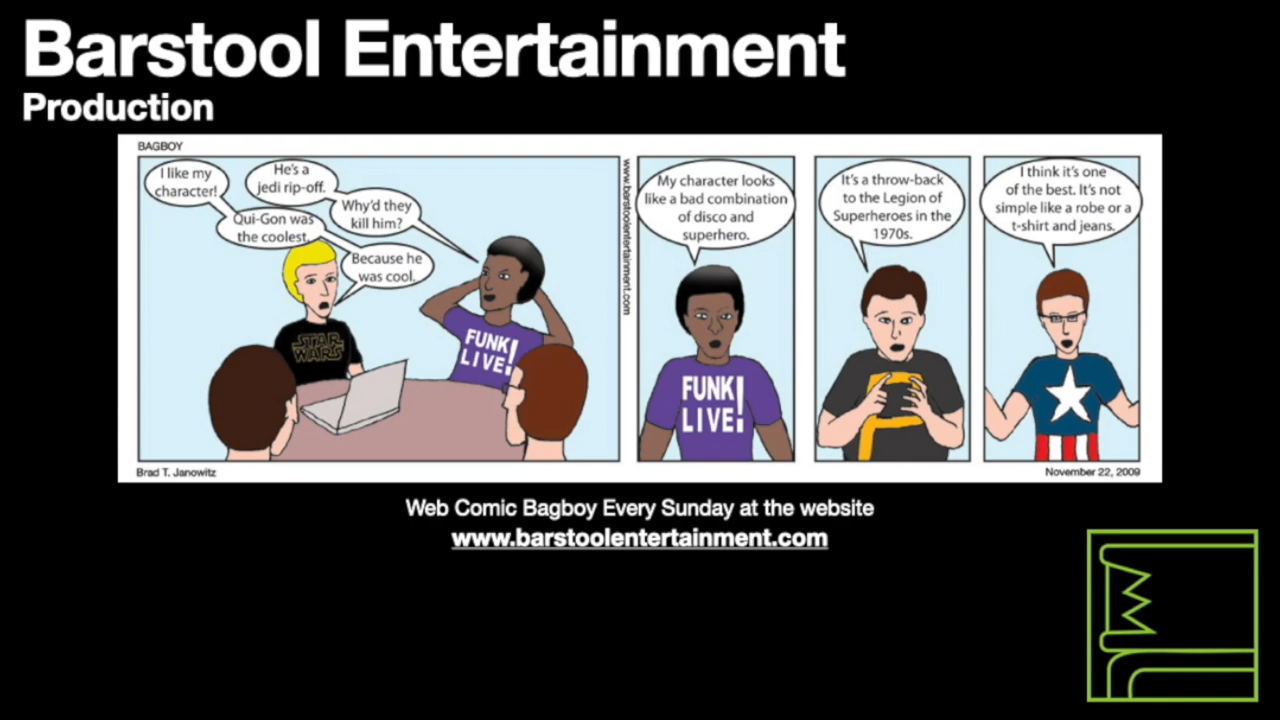 Barstool Entertainment
Production
BAGBOY
I like my
character!
He's a
jedi rip-off.
Qui-Gon was
the coolest.
Why'd they
kill him?
Because he
was cool.
STAR
WARS
FUNK
LIVE!
www.barstoolentertainment.com
My character looks
like a bad combination
of disco and
superhero.
FUNK
LIVE!
It's a throw-back
to the Legion of
Superheroes in the
1970s.
I think it's one
of the best. It's not
simple like a robe or a
t-shirt and jeans.
Brad T. Janowitz
November 22, 2009
Web Comic Bagboy Every Sunday at the website
www.barstoolentertainment.com